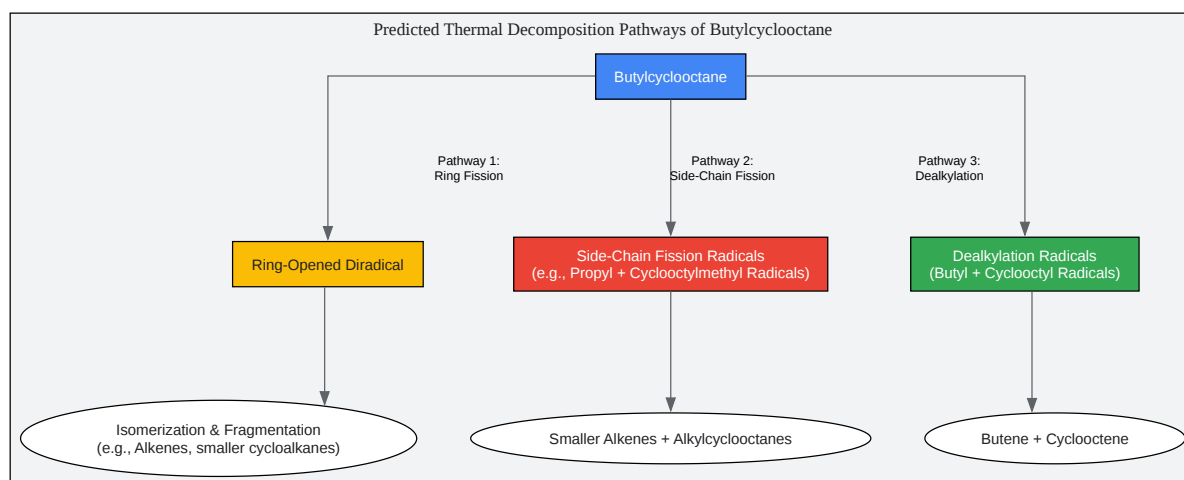 Predicted Thermal Decomposition Pathways of Butylcyclooctane
Butylcyclooctane
Pathway 1:
Ring Fission
Pathway 2:
Side-Chain Fission
Pathway 3:
Dealkylation
Ring-Opened Diradical
Side-Chain Fission Radicals
(e.g., Propyl + Cyclooctylmethyl Radicals)
Dealkylation Radicals
(Butyl + Cyclooctyl Radicals)
Isomerization & Fragmentation
(e.g., Alkenes, smaller cycloalkanes)
Smaller Alkenes + Alkylcyclooctanes
Butene + Cyclooctene